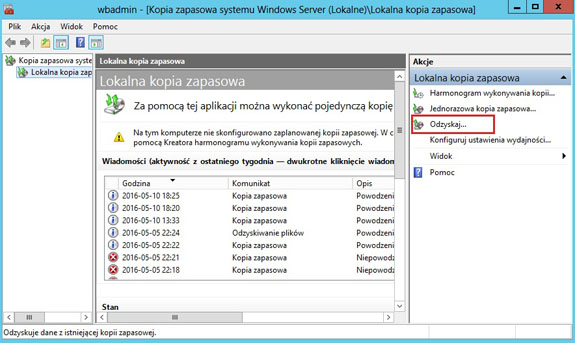 wbadmin - [Kopia zapasowa systemu Windows Server (Lokalne)\Lokalna kopia zapasowa]
Plik Akcja Widok Pomoc
Kopia zapasowa syste
Lokalna kopia zap
Lokalna kopia zapasowa
Lokalna kopia zapasowa
Za pomocą tej aplikacji można wykonać pojedynczą kopię
Na tym komputerze nie skonfigurowano zaplanowanej kopii zapasowej. W c
pomocą Kreatora harmonogramu wykonywania kopii zapasowych.
Wiadomości (aktywność z ostatniego tygodnia — dwukrotne kliknięcie wiadom
Godzina Komunikat Opis
2016-05-10 18:25 Kopia zapasowa Powodzeni
2016-05-10 18:20 Kopia zapasowa Powodzeni
2016-05-10 13:33 Kopia zapasowa Powodzeni
2016-05-05 22:24 Odzyskiwanie plików Powodzeni
2016-05-05 22:22 Kopia zapasowa Powodzeni
2016-05-05 22:21 Kopia zapasowa Niepowodz
2016-05-05 22:18 Kopia zapasowa Niepowodz
Stan
Akcje
Lokalna kopia zapasowa
Harmonogram wykonywania kopii...
Jednorazowa kopia zapasowa...
Odzyskaj...
Konfiguruj ustawienia wydajności...
Widok
Pomoc
Odzyskuje dane z istniejącej kopii zapasowej.